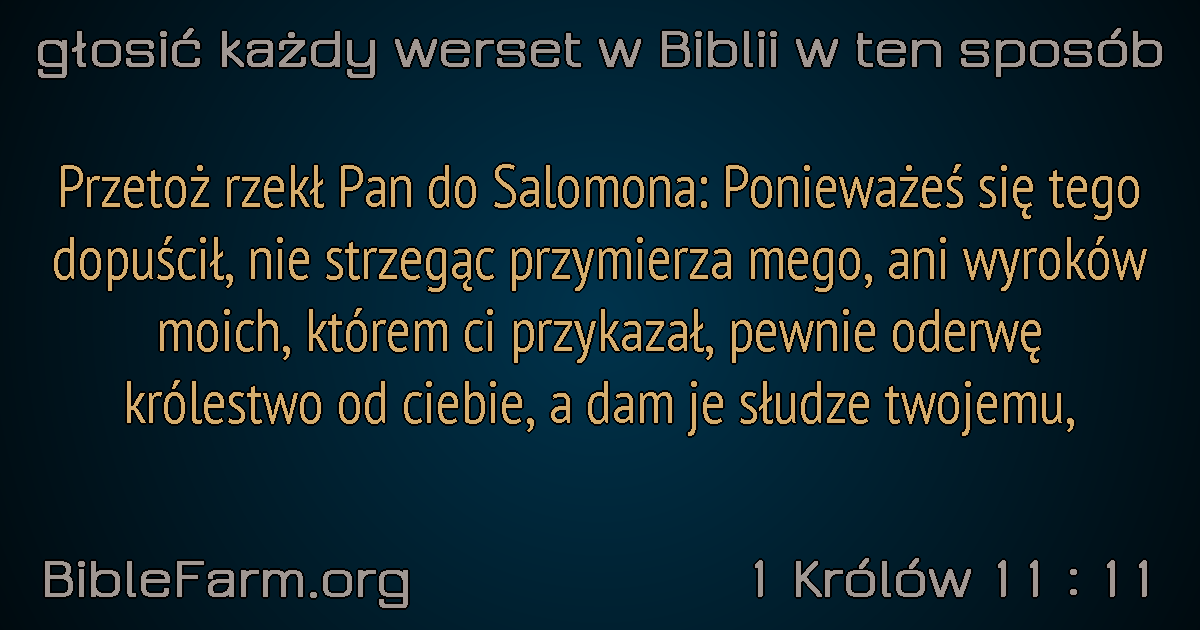 głosić każdy werset w Biblii w ten sposób
Przetoż rzekł Pan do Salomona: Ponieważeś się tego
dopuścił, nie strzegąc przymierza mego, ani wyroków
moich, którem ci przykazał, pewnie oderwę
królestwo od ciebie, a dam je słudze twojemu,
BibleFarm.org
1 Królów 11 : 11